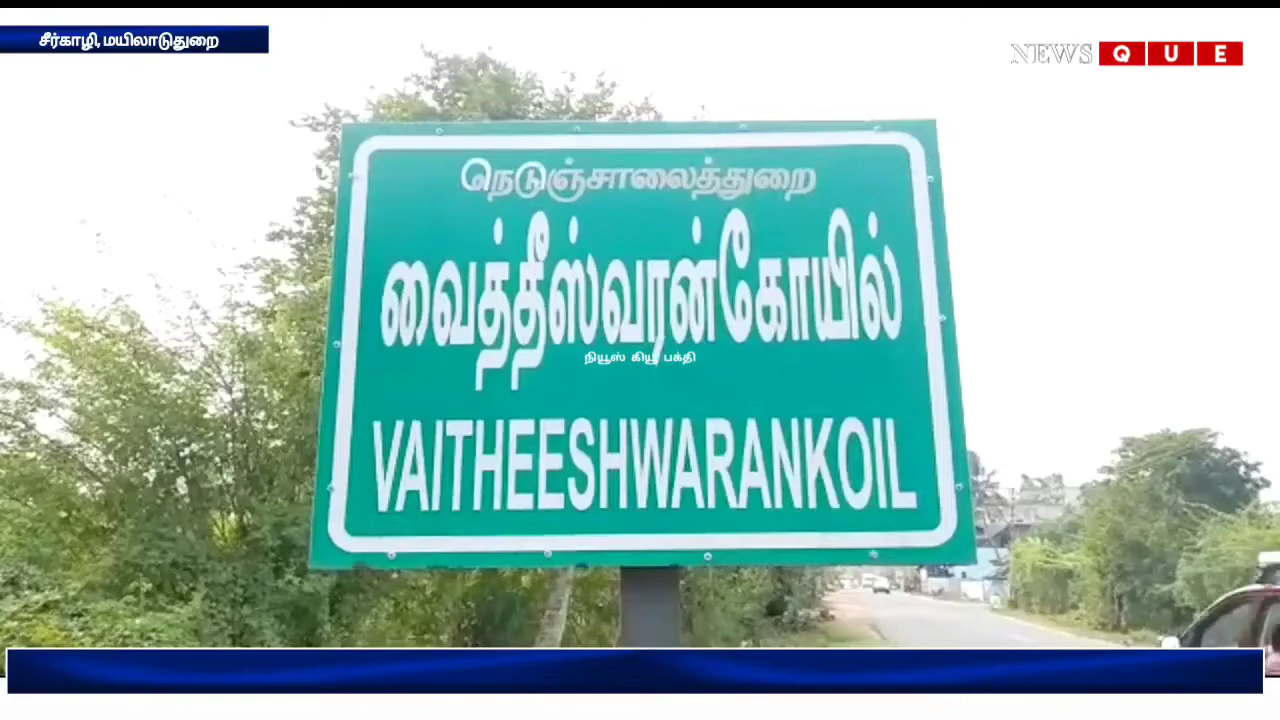 சீர்காழி, மயிலாடுதுறை
NEWS QUE
நெடுஞ்சாலைத்துறை
வைத்தீஸ்வரன்கோயில்
நியூஸ் கியூ பக்தி
VAITHEESHWARANKOIL